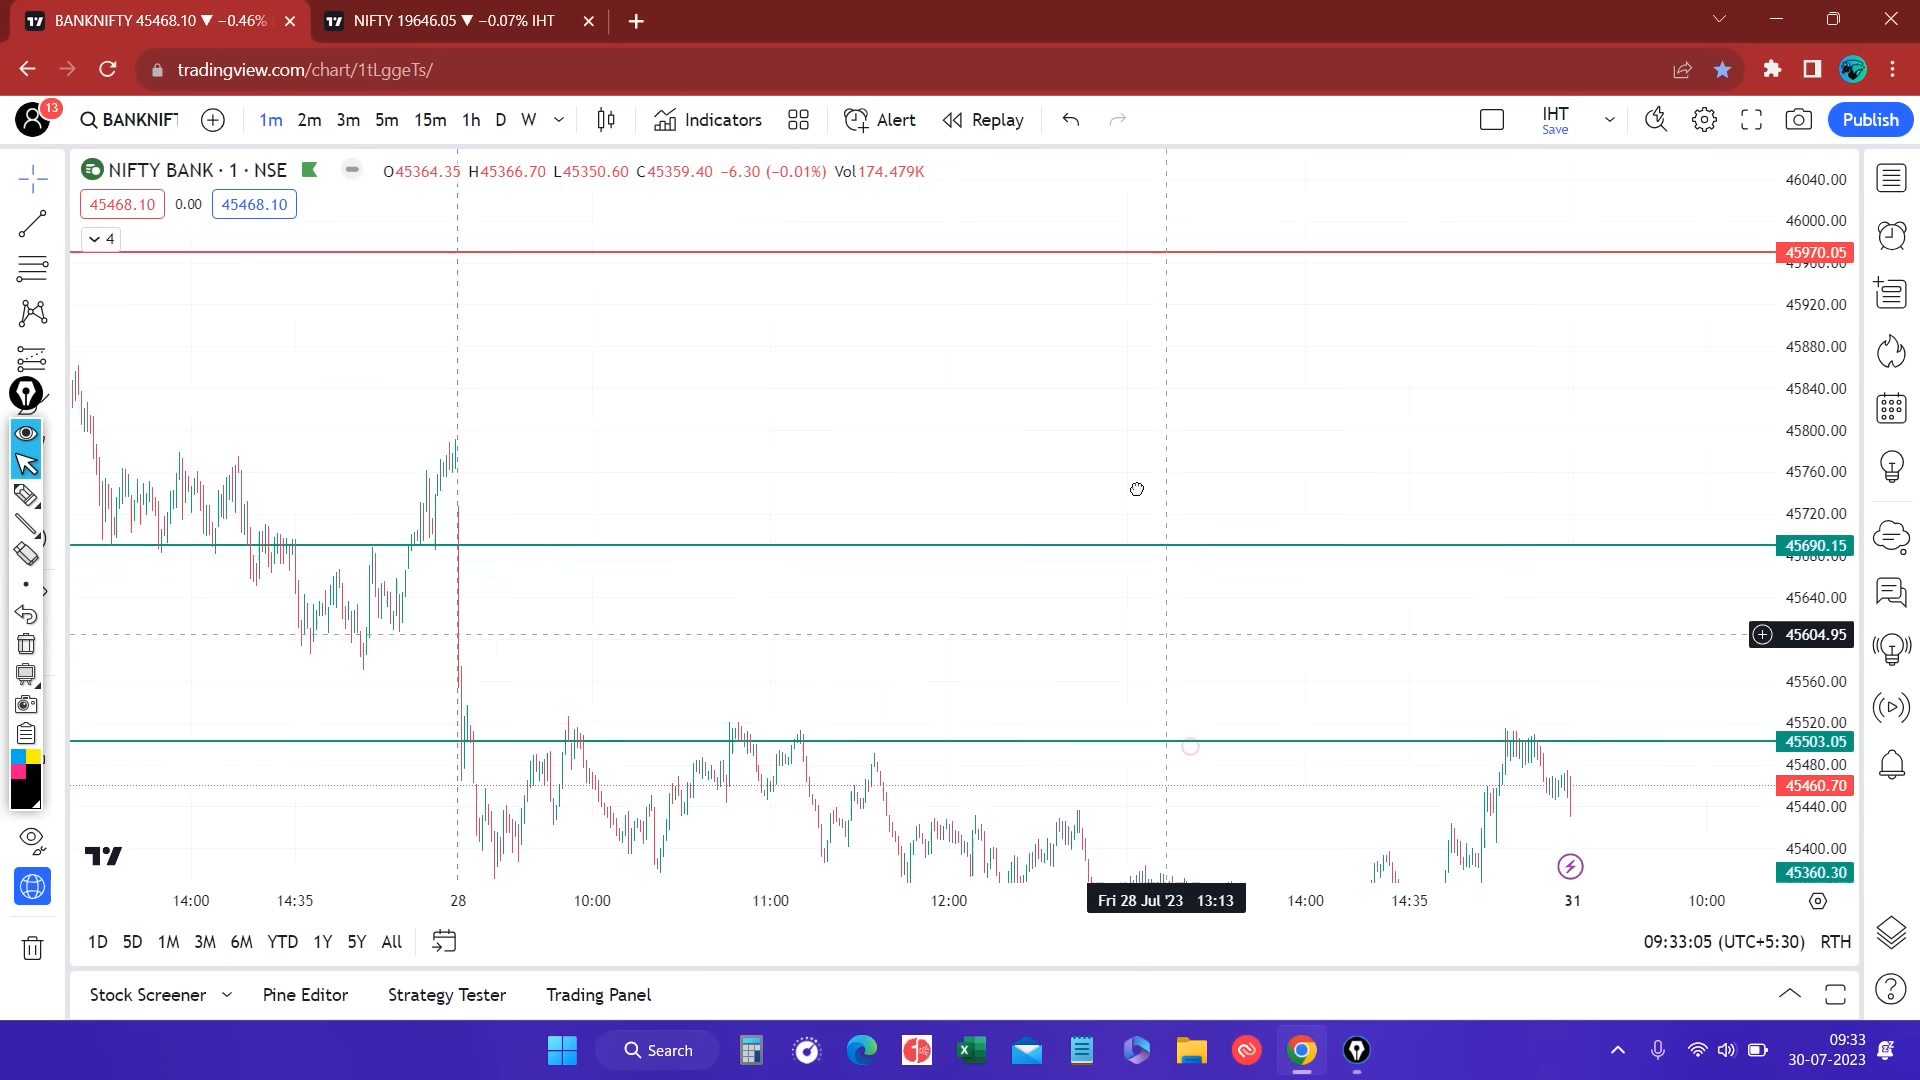 BANKNIFTY 45468.10 ▼ −0.46%
NIFTY 19646.05 ▼ −0.07% IHT
tradingview.com/chart/1tLggeTs/
13
BANKNIFT
1m 2m 3m 5m 15m 1h D W
Indicators
Alert
Replay
IHT
Save
Publish
NIFTY BANK · 1 · NSE
O45364.35 H45366.70 L45350.60 C45359.40 −6.30 (−0.01%) Vol174.479K
45468.10 0.00 45468.10
4
46040.00
46000.00
45970.05
45960.00
45920.00
45880.00
45840.00
45800.00
45760.00
45720.00
45690.15
45680.00
45640.00
45604.95
45560.00
45520.00
45503.05
45480.00
45460.70
45440.00
45400.00
45360.30
14:00 14:35 28 10:00 11:00 12:00 Fri 28 Jul '23 13:13 14:00 14:35 31 10:00
1D 5D 1M 3M 6M YTD 1Y 5Y All
09:33:05 (UTC+5:30) RTH
Stock Screener Pine Editor Strategy Tester Trading Panel
Search
09:33
30-07-2023